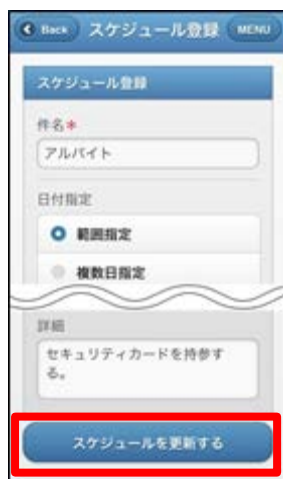 Back スケジュール登録 MENU
スケジュール登録
件名*
アルバイト
日付指定
範囲指定
複数日指定
詳細
セキュリティカードを持参す
る。
スケジュールを更新する